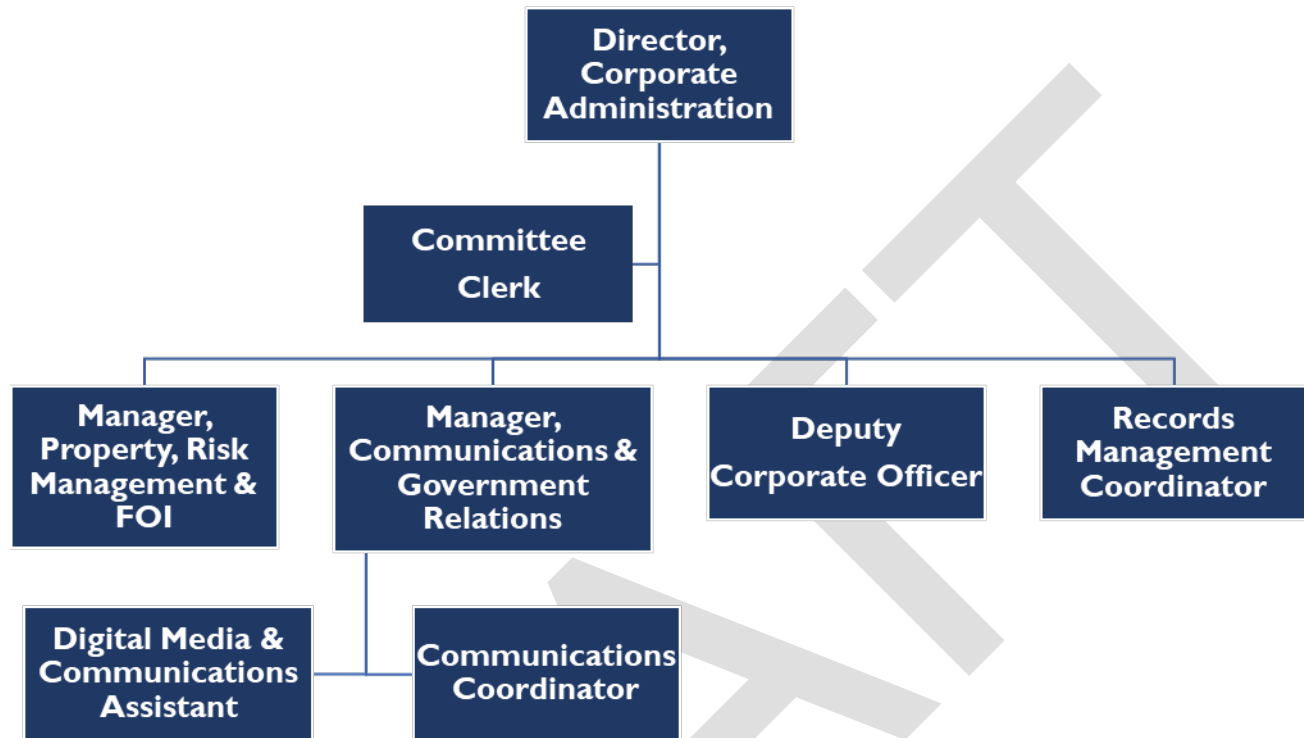 Director,
Corporate
Administration
Committee
Clerk
Manager,
Property, Risk
Management &
FOI
Manager,
Communications &
Government
Relations
Deputy
Corporate Officer
Records
Management
Coordinator
Digital Media &
Communications
Assistant
Communications
Coordinator